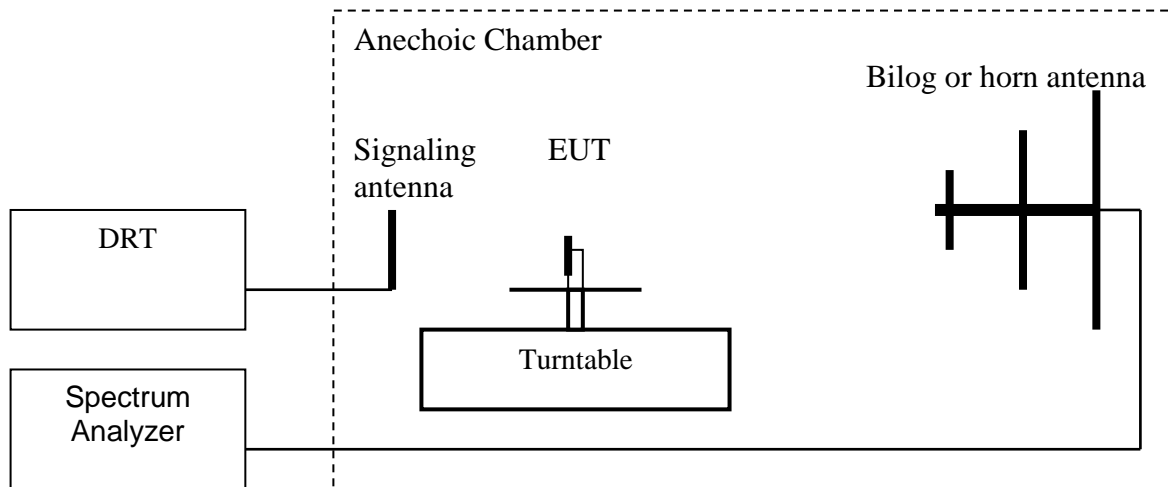 Anechoic Chamber
Bilog or horn antenna
Signaling
antenna
EUT
DRT
Turntable
Spectrum
Analyzer